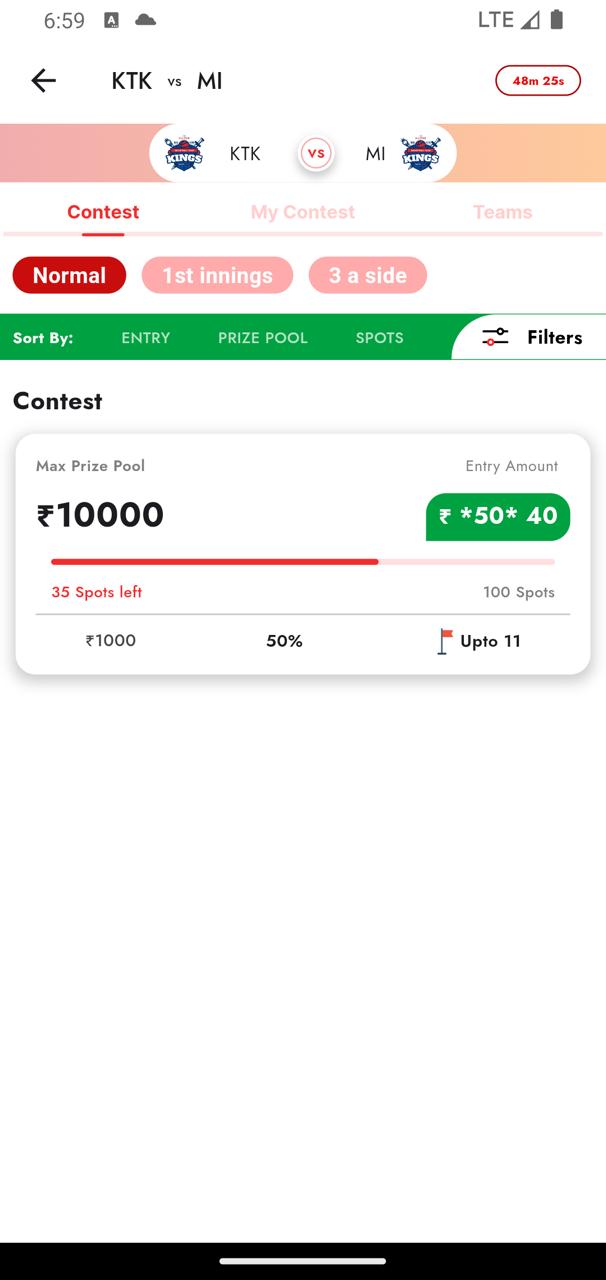 6:59 LTE
KTK vs MI 48m 25s
KINGS KTK VS MI KINGS
Contest My Contest Teams
Normal 1st innings 3 a side
Sort By: ENTRY PRIZE POOL SPOTS Filters
Contest
Max Prize Pool Entry Amount
₹10000 ₹ *50* 40
35 Spots left 100 Spots
₹1000 50% Upto 11